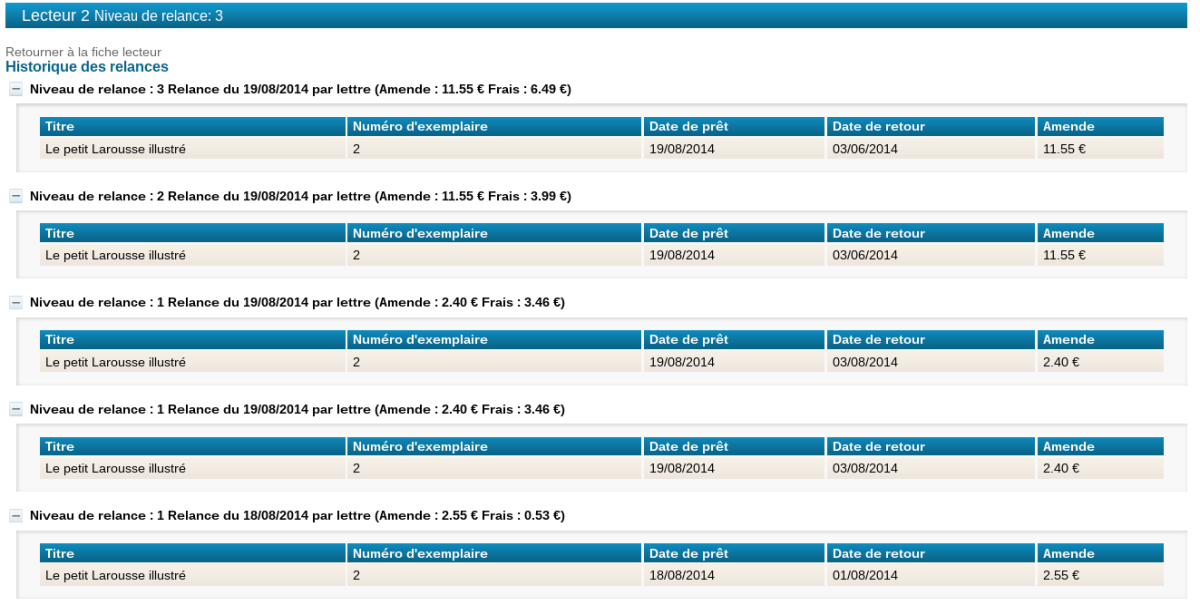 Lecteur 2 Niveau de relance: 3
Retourner à la fiche lecteur
Historique des relances
Niveau de relance : 3 Relance du 19/08/2014 par lettre (Amende : 11.55 € Frais : 6.49 €)
Titre Numéro d'exemplaire Date de prêt Date de retour Amende
Le petit Larousse illustré 2 19/08/2014 03/06/2014 11.55 €
Niveau de relance : 2 Relance du 19/08/2014 par lettre (Amende : 11.55 € Frais : 3.99 €)
Titre Numéro d'exemplaire Date de prêt Date de retour Amende
Le petit Larousse illustré 2 19/08/2014 03/06/2014 11.55 €
Niveau de relance : 1 Relance du 19/08/2014 par lettre (Amende : 2.40 € Frais : 3.46 €)
Titre Numéro d'exemplaire Date de prêt Date de retour Amende
Le petit Larousse illustré 2 19/08/2014 03/08/2014 2.40 €
Niveau de relance : 1 Relance du 19/08/2014 par lettre (Amende : 2.40 € Frais : 3.46 €)
Titre Numéro d'exemplaire Date de prêt Date de retour Amende
Le petit Larousse illustré 2 19/08/2014 03/08/2014 2.40 €
Niveau de relance : 1 Relance du 18/08/2014 par lettre (Amende : 2.55 € Frais : 0.53 €)
Titre Numéro d'exemplaire Date de prêt Date de retour Amende
Le petit Larousse illustré 2 18/08/2014 01/08/2014 2.55 €